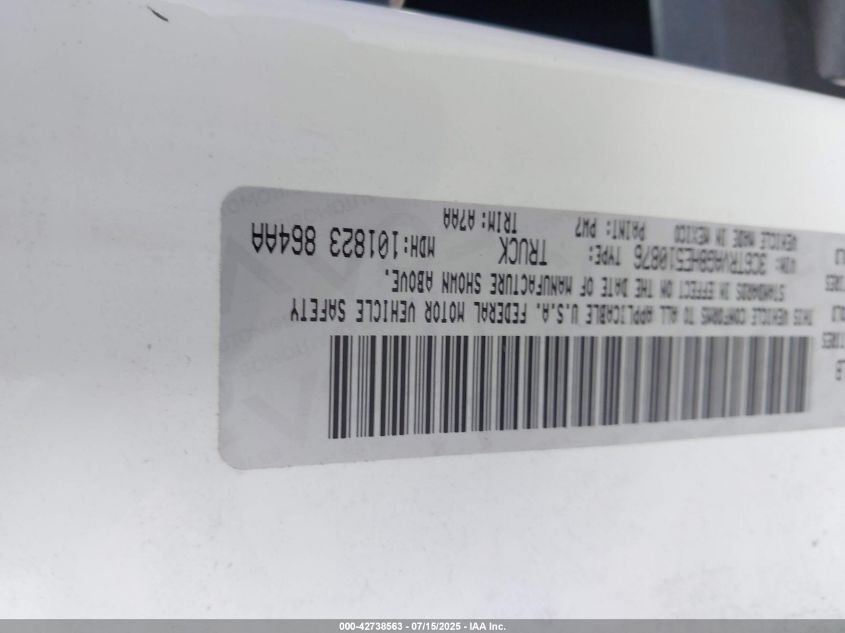 LB
TIRES
THIS VEHICLE CONFORMS TO ALL APPLICABLE U.S.A. FEDERAL MOTOR VEHICLE SAFETY
STANDARDS IN EFFECT ON THE DATE OF MANUFACTURE SHOWN ABOVE.
VIN: 3C6TRVAG8HE510876 TYPE: TRUCK MDH:101823 864AA
VEHICLE MADE IN MEXICO PAINT: PW7 TRIM: A7AA
000-42738563 - 07/15/2025 - IAA Inc.